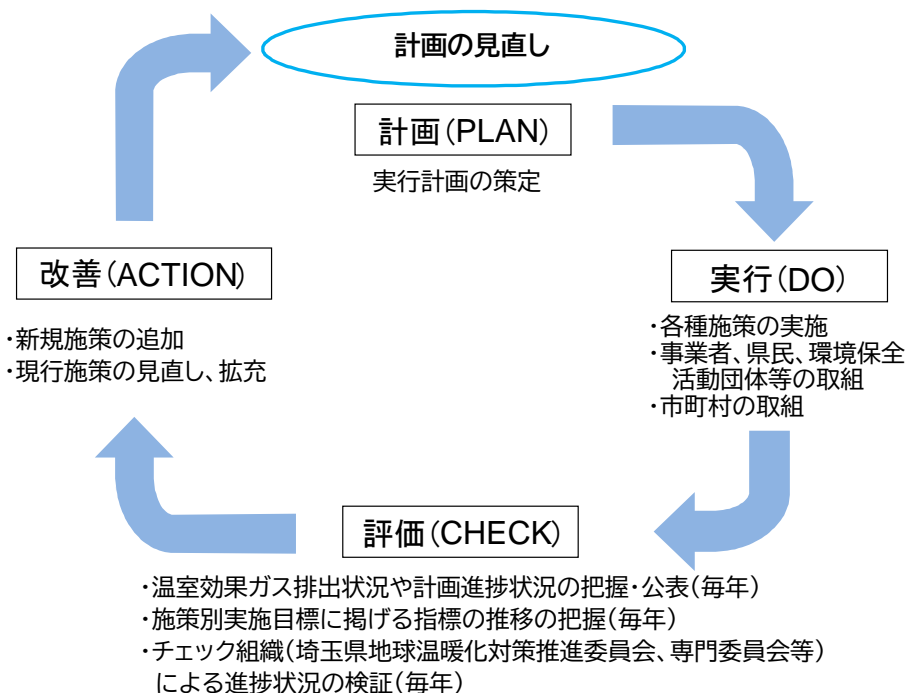 計画の見直し
計画(PLAN)
実行計画の策定
実行(DO)
・各種施策の実施
・事業者、県民、環境保全
活動団体等の取組
・市町村の取組
評価(CHECK)
・温室効果ガス排出状況や計画進捗状況の把握・公表(毎年)
・施策別実施目標に掲げる指標の推移の把握(毎年)
・チェック組織(埼玉県地球温暖化対策推進委員会、専門委員会等)
による進捗状況の検証(毎年)
改善(ACTION)
・新規施策の追加
・現行施策の見直し、拡充